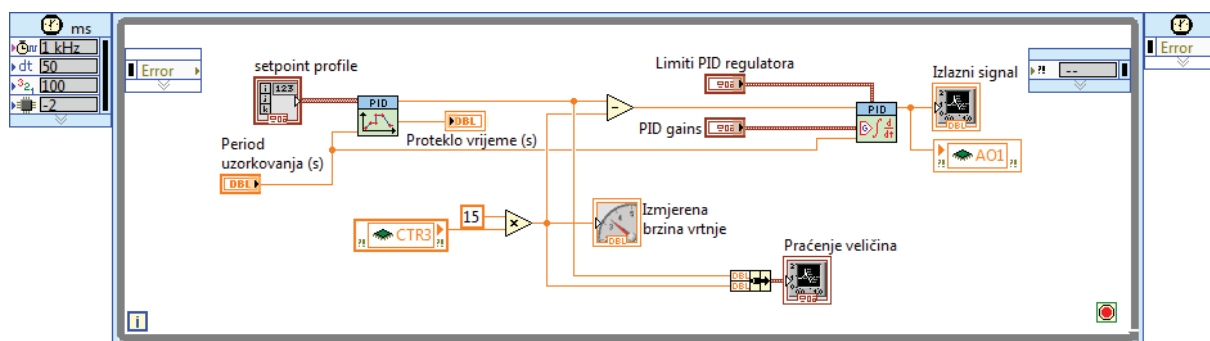 ms
1 kHz
dt 50
100
-2
Error
setpoint profile
123
i
j
k
PID
DBL
Proteklo vrijeme (s)
Period
uzorkovanja (s)
DBL
CTR3
15
Izmjerena
brzina vrtnje
DBL
Limiti PID regulatora
PID gains
PID
Izlazni signal
DBL
AO1
Praćenje veličina
DBL
DBL
i
--
Error